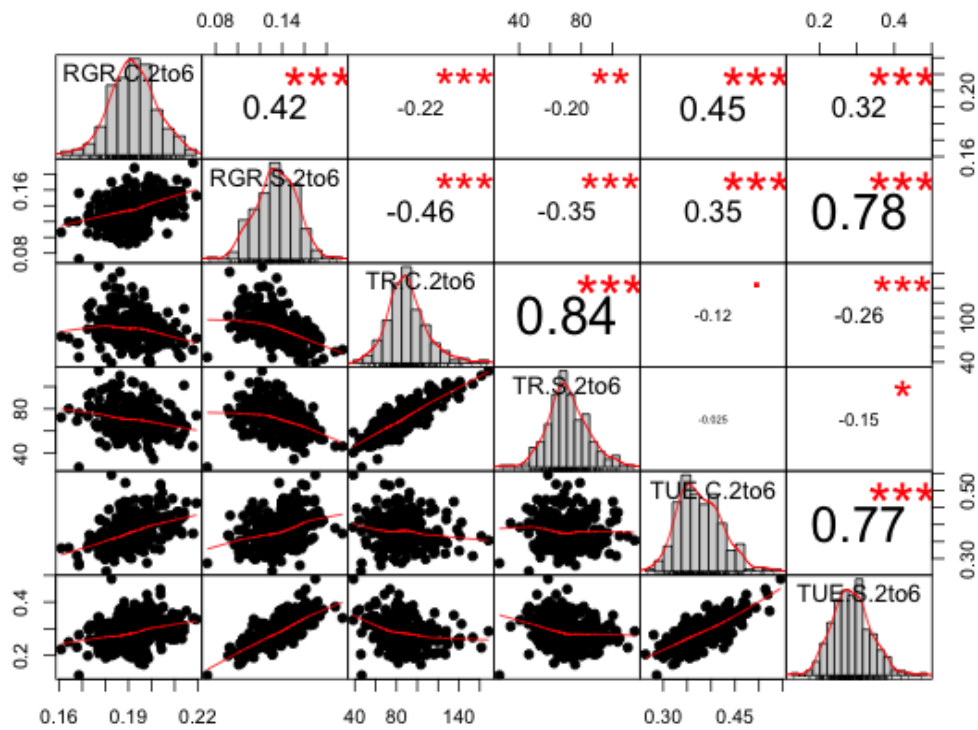 0.08 0.14 40 80 0.2 0.4
RGR.C.2to6 *** 0.42 *** -0.22 ** -0.20 *** 0.45 *** 0.32 0.16 0.20
0.08 0.16 RGR.S.2to6 *** -0.46 *** -0.35 *** 0.35 *** 0.78
TR.C.2to6 *** 0.84 . -0.12 *** -0.26 40 100
40 80 TR.S.2to6 -0.025 * -0.15
TUE.C.2to6 *** 0.77 0.30 0.50
0.2 0.4 TUE.S.2to6
0.16 0.19 0.22 40 80 140 0.30 0.45